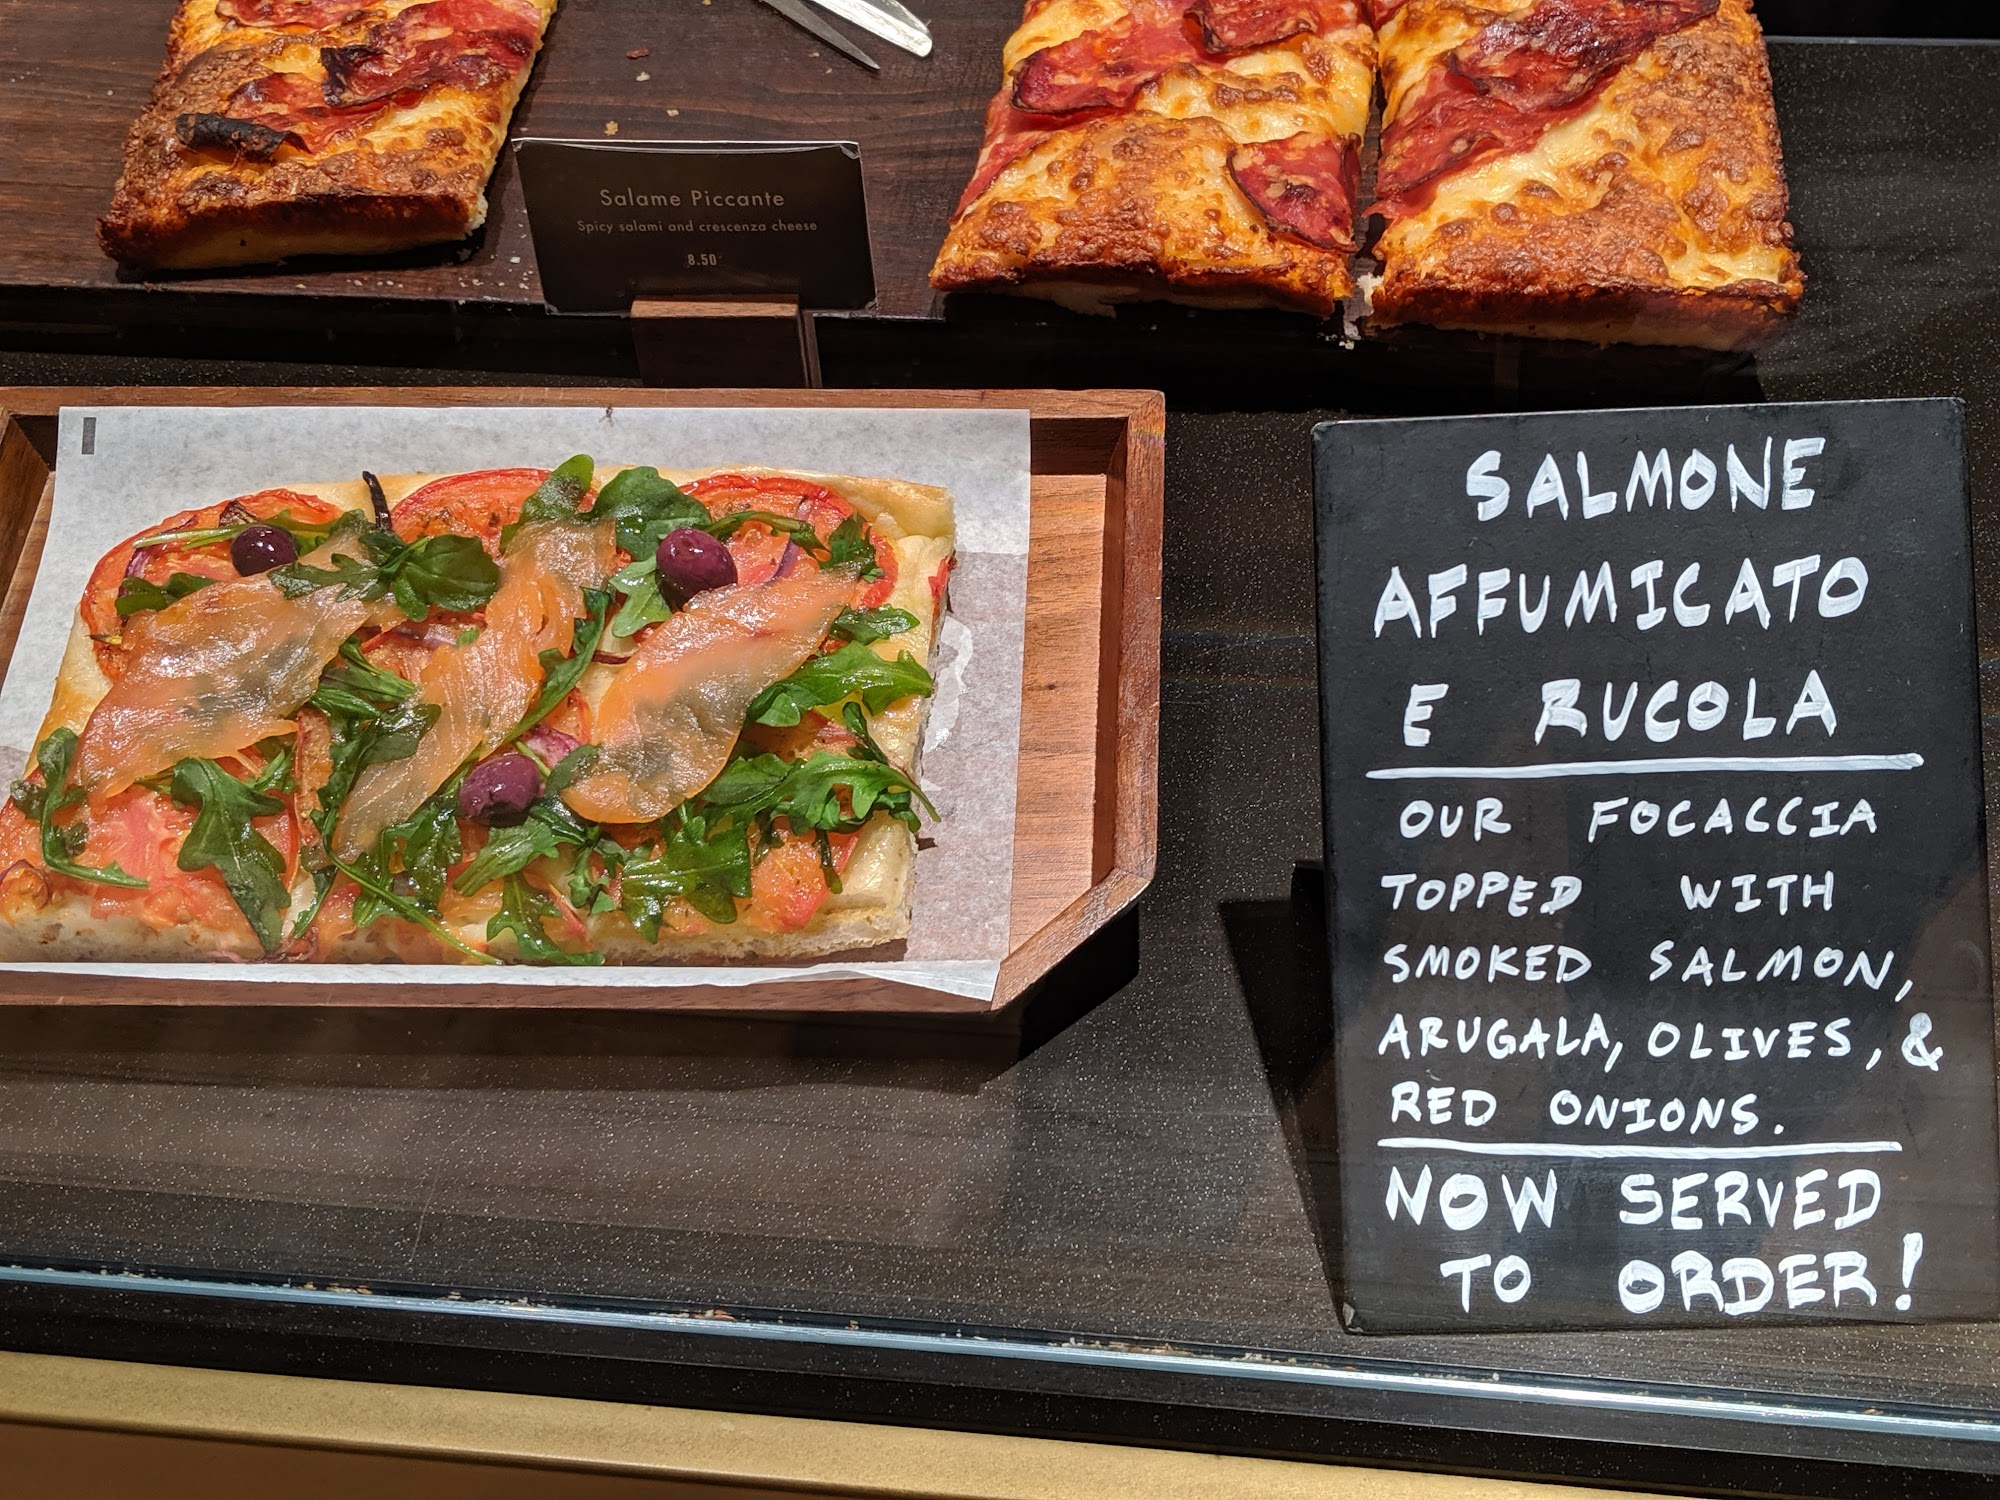 Salame Piccante
Spicy salami and crescenza cheese
8.50
SALMONE
AFFUMICATO
E RUCOLA
OUR FOCACCIA
TOPPED WITH
SMOKED SALMON,
ARUGALA, OLIVES, &
RED ONIONS.
NOW SERVED
TO ORDER!